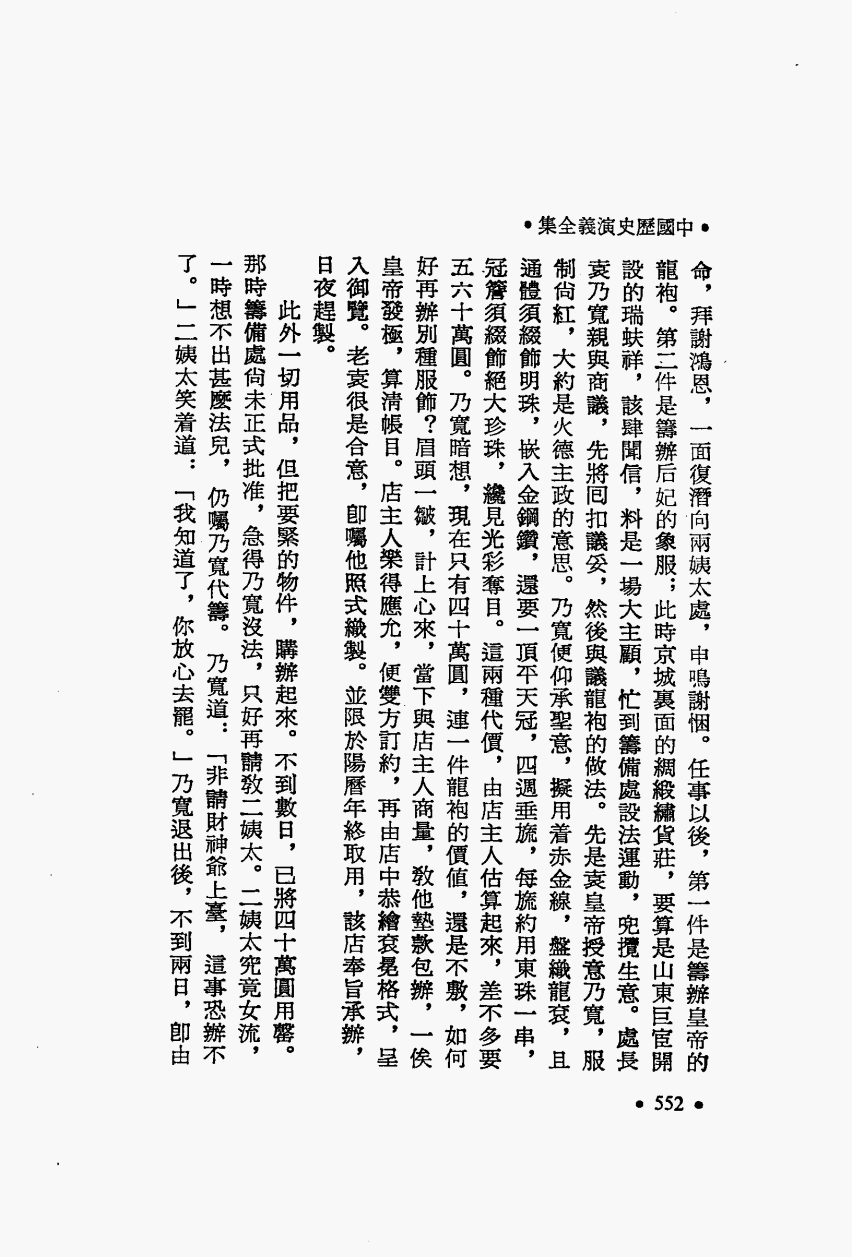 •中國歷史演義全集•
命，拜謝鴻恩，一面復潛向兩姨太處，申鳴謝悃。任事以後，第一件是籌辦皇帝的
龍袍。第二件是籌辦后妃的象服；此時京城裏面的綢緞繡貨莊，要算是山東巨宦開
設的瑞蚨祥，該肆聞信，料是一場大主顧，忙到籌備處設法運動，兜攬生意。處長
袁乃寬親與商議，先將回扣議妥，然後與議龍袍的做法。先是袁皇帝授意乃寬，服
制尙紅，大約是火德主政的意思。乃寬便仰承聖意，擬用着赤金線，盤織龍袞，且
通體須綴飾明珠，嵌入金鋼鑽，還要一頂平天冠，四週垂旒，每旒約用東珠一串，
冠簷須綴飾絕大珍珠，纔見光彩奪目。這兩種代價，由店主人估算起來，差不多要
五六十萬圓。乃寬暗想，現在只有四十萬圓，連一件龍袍的價値，還是不敷，如何
好再辦別種服飾？眉頭一皺，計上心來，當下與店主人商量，敎他墊款包辦，一俟
皇帝發極，算淸帳目。店主人樂得應允，便雙方訂約，再由店中恭繪袞冕格式，呈
入御覽。老袁很是合意，卽囑他照式織製。並限於陽曆年終取用，該店奉旨承辦，
日夜趕製。
此外一切用品，但把要緊的物件，購辦起來。不到數日，已將四十萬圓用罄。
那時籌備處尙未正式批准，急得乃寬沒法，只好再請敎二姨太。二姨太究竟女流，
一時想不出甚麼法兒，仍囑乃寬代籌。乃寬道：「非請財神爺上臺，這事恐辦不
了。」二姨太笑着道：「我知道了，你放心去罷。」乃寬退出後，不到兩日，卽由
•552•